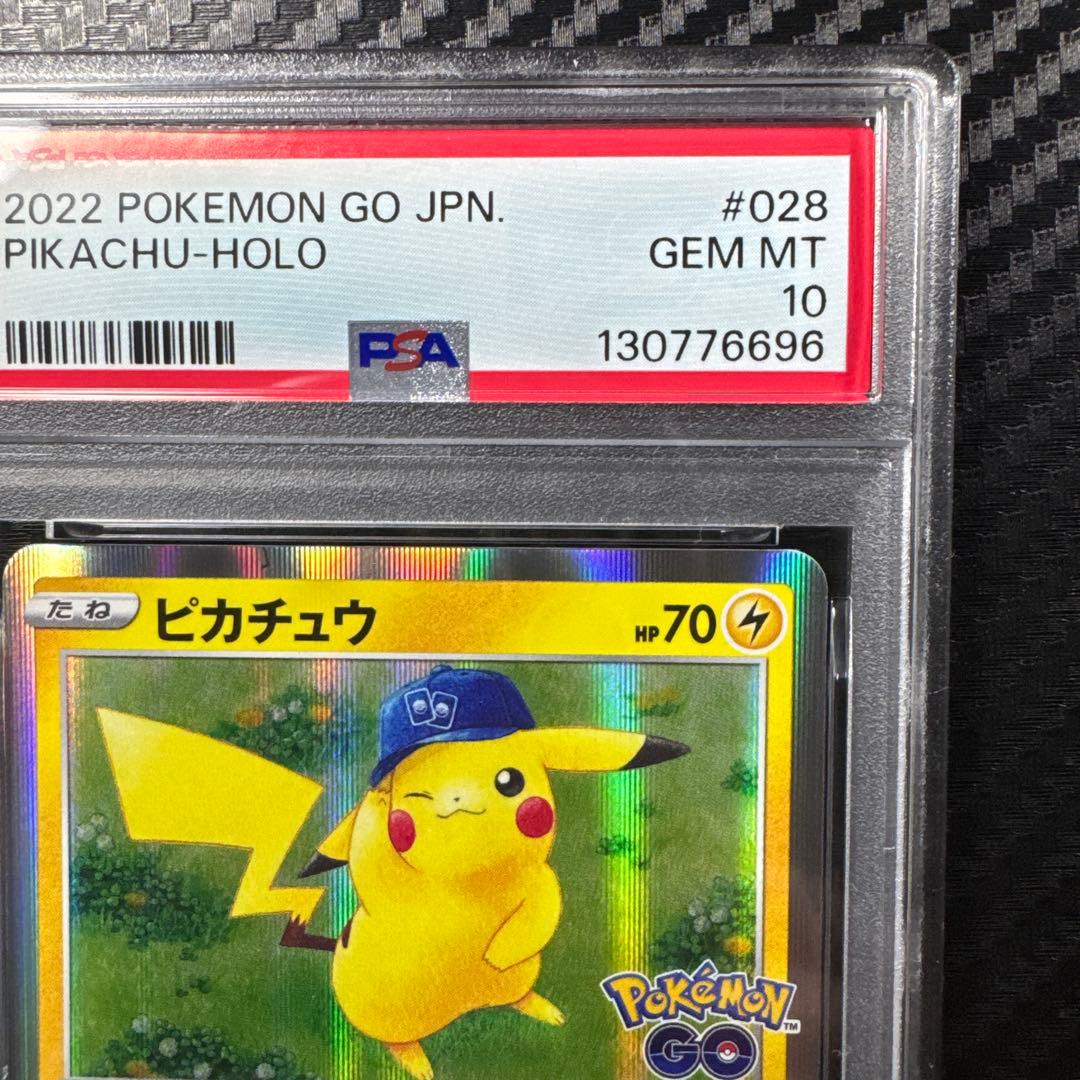 2022 POKEMON GO JPN. #028
PIKACHU-HOLO GEM MT
10
PSA 130776696
たね ピカチュウ HP70
POKéMON
GO
TM